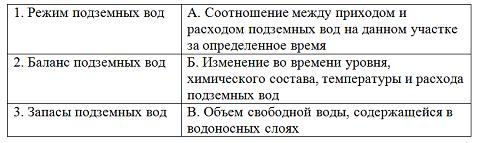 1. Режим подземных вод
А. Соотношение между приходом и
расходом подземных вод на данном участке
за определенное время
2. Баланс подземных вод
Б. Изменение во времени уровня,
химического состава, температуры и расхода
подземных вод
3. Запасы подземных вод
В. Объем свободной воды, содержащейся в
водоносных слоях